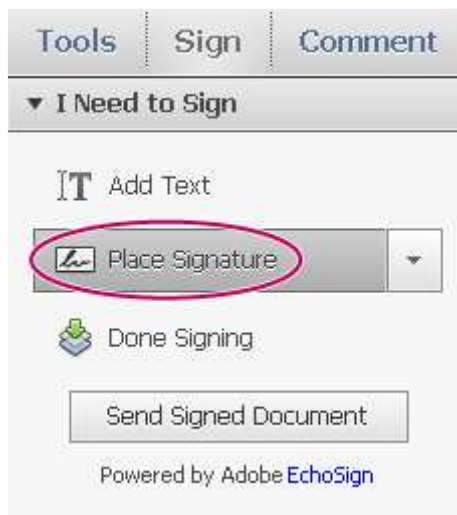 Tools Sign Comment
I Need to Sign
Add Text
Place Signature
Done Signing
Send Signed Document
Powered by Adobe EchoSign